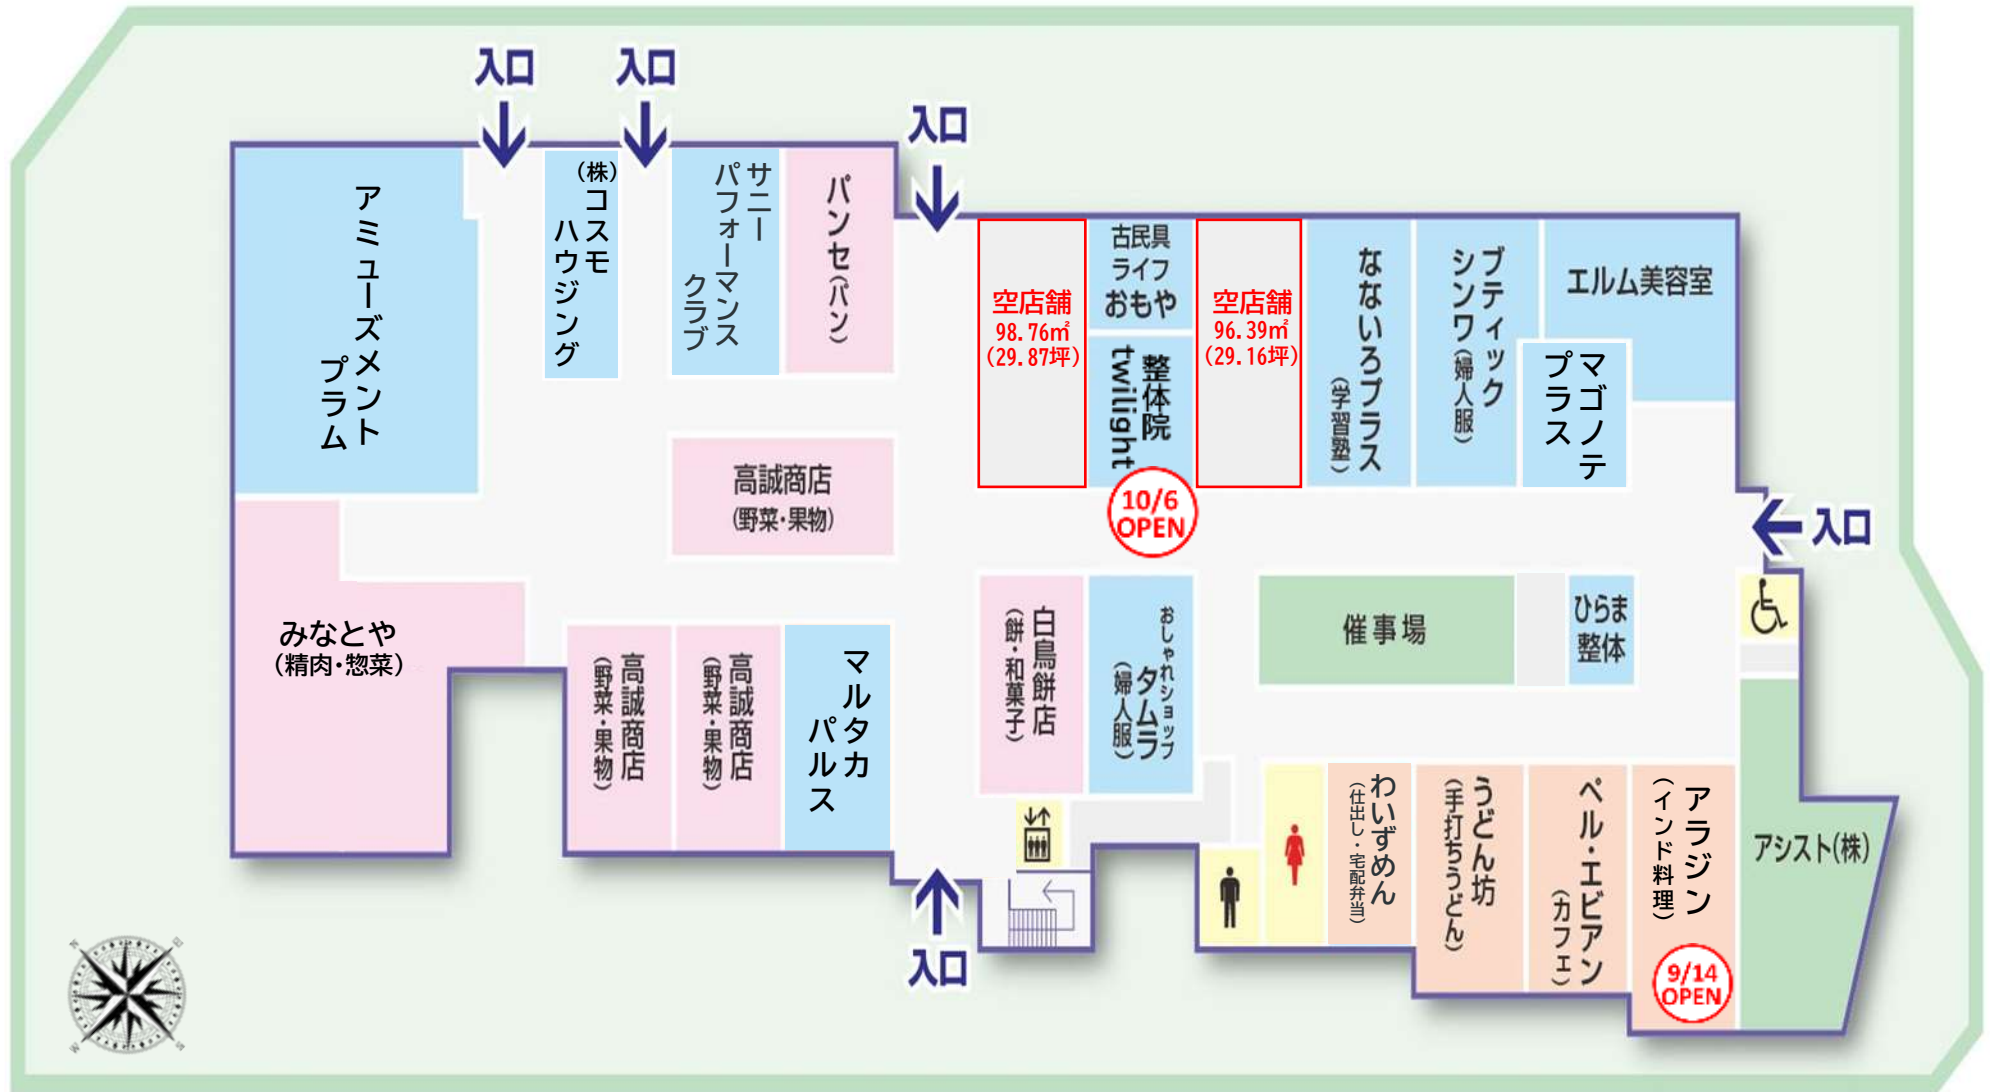 入口
入口
入口
アミューズメント
プラム
(株)コスモ
ハウジング
サニー
パフォーマンス
クラブ
パンセ(パン)
空店舗
98.76㎡
(29.87坪)
古民具
ライフ
おもや
整体院
twilight
10/6
OPEN
空店舗
96.39㎡
(29.16坪)
なないろプラス
(学習塾)
ブティック
シンワ(婦人服)
エルム美容室
マゴノテ
プラス
入口
高誠商店
(野菜・果物)
みなとや
(精肉・惣菜)
高誠商店
(野菜・果物)
高誠商店
(野菜・果物)
マルタカ
パルス
白鳥餅店
(餅・和菓子)
おしゃれショップ
タムラ
(婦人服)
催事場
ひらま
整体
わいずめん
(仕出し・宅配弁当)
うどん坊
(手打ちうどん)
ベル・エビアン
(カフェ)
アラジン
(インド料理)
9/14
OPEN
アシスト(株)
入口